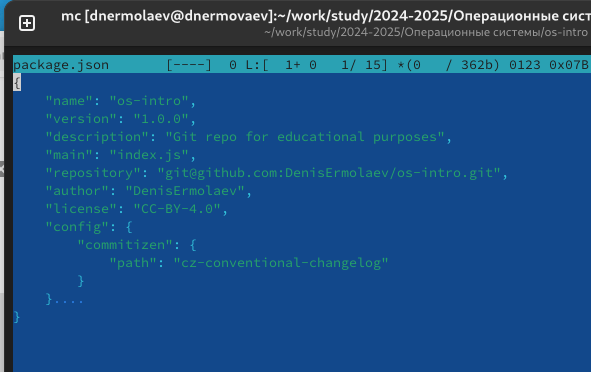 mc [dnermolaev@dnermovaev]:~/work/study/2024-2025/Операционные сист
~/work/study/2024-2025/Операционные системы/os-intro
package.json [----] 0 L:[ 1+ 0 1/ 15] *(0 / 362b) 0123 0x07B
{
"name": "os-intro",
"version": "1.0.0",
"description": "Git repo for educational purposes",
"main": "index.js",
"repository": "git@github.com:DenisErmolaev/os-intro.git",
"author": "DenisErmolaev",
"license": "CC-BY-4.0",
"config": {
"commitizen": {
"path": "cz-conventional-changelog"
}
}....
}